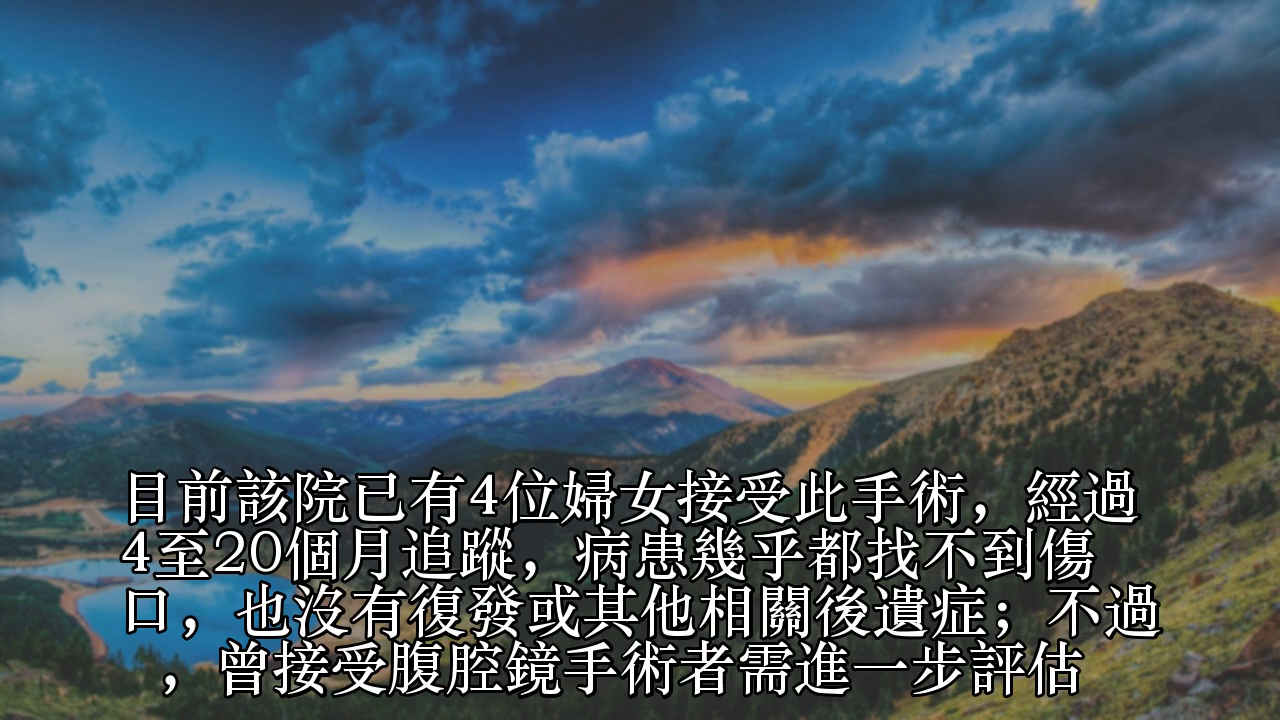 目前該院已有4位婦女接受此手術，經過
4至20個月追蹤，病患幾乎都找不到傷
口，也沒有復發或其他相關後遺症；不過
，曾接受腹腔鏡手術者需進一步評估